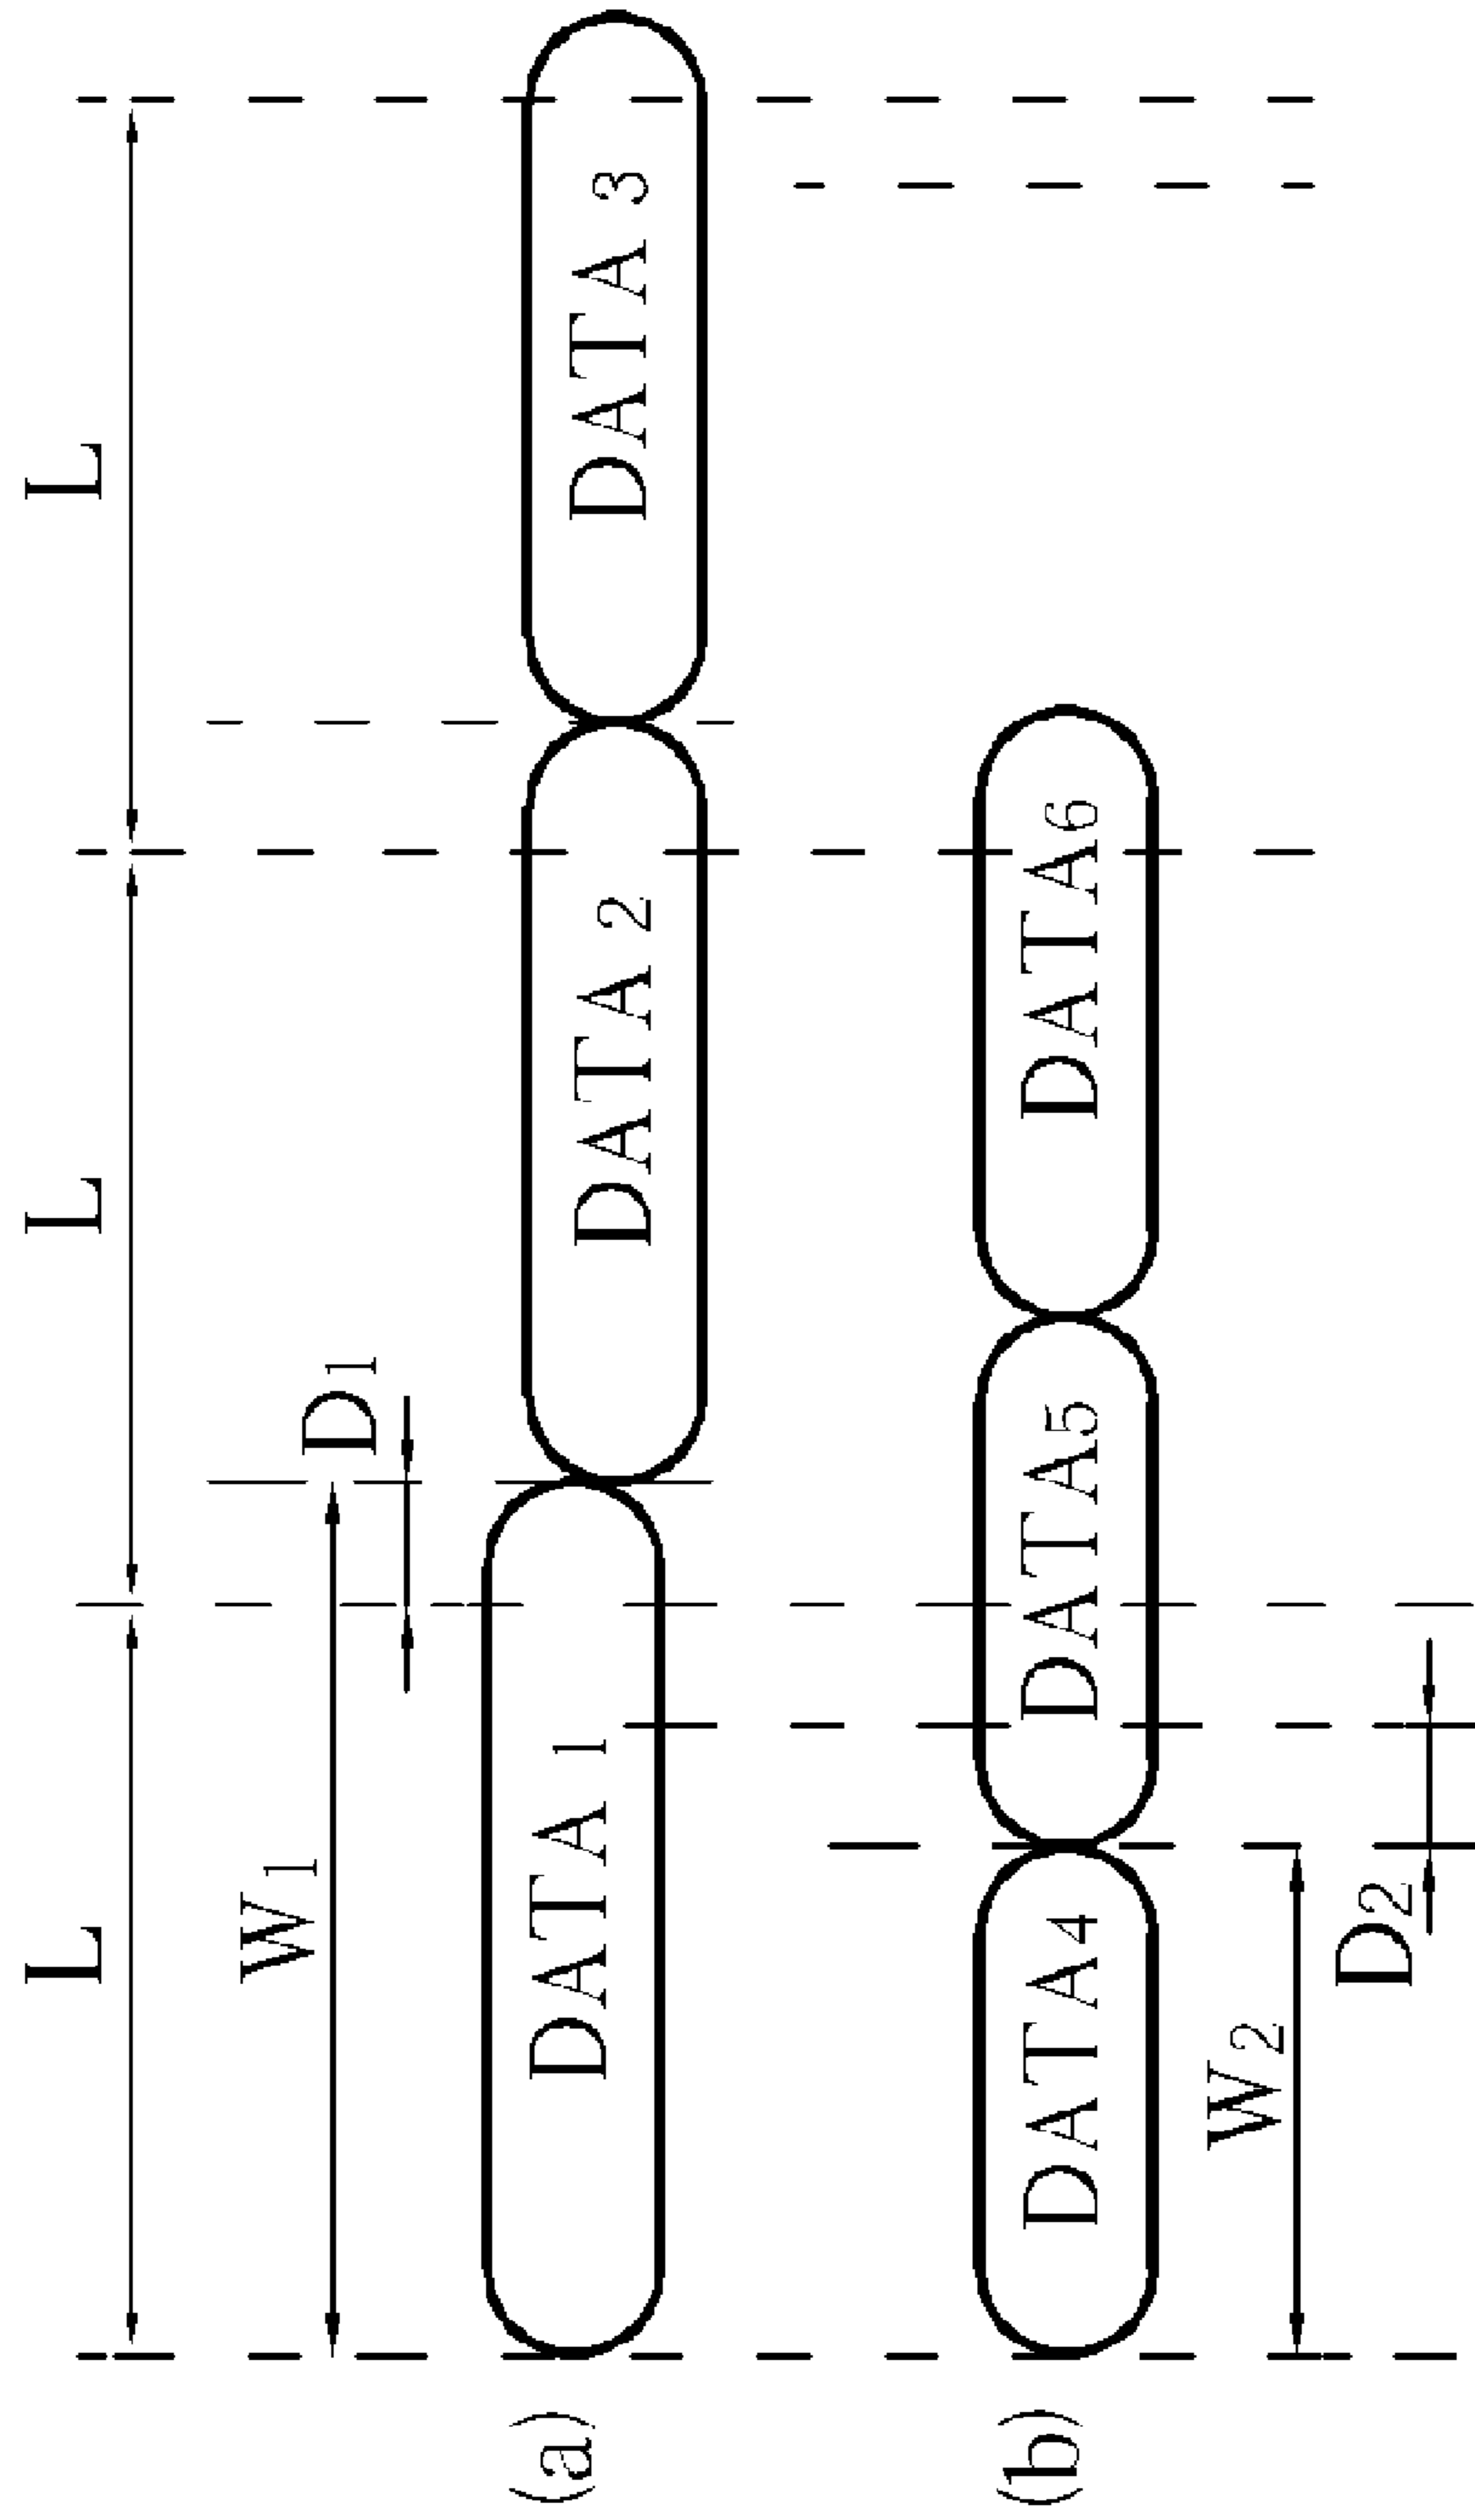 L L L
W1 D1
(a) DATA 1 DATA 2 DATA 3
(b) DATA4 DATA5 DATA6
W2
D2